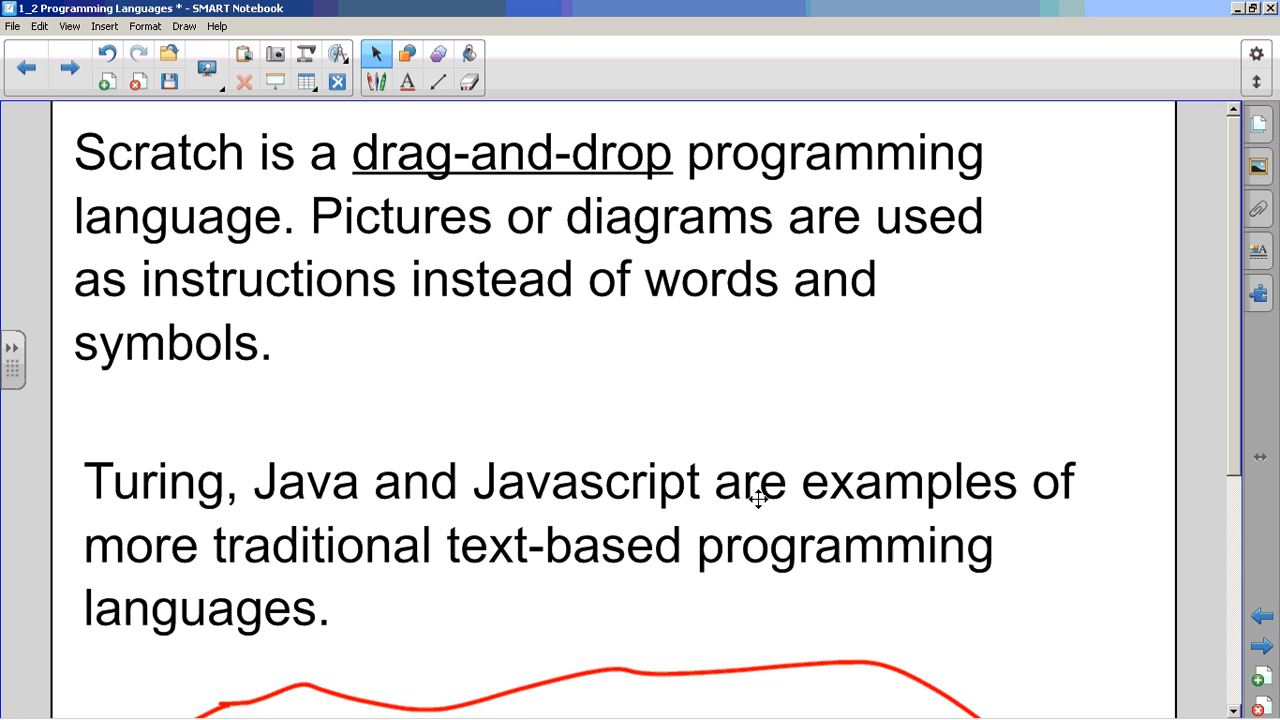 1_2 Programming Languages * - SMART Notebook
File Edit View Insert Format Draw Help
Scratch is a drag-and-drop programming
language. Pictures or diagrams are used
as instructions instead of words and
symbols.
Turing, Java and Javascript are examples of
more traditional text-based programming
languages.